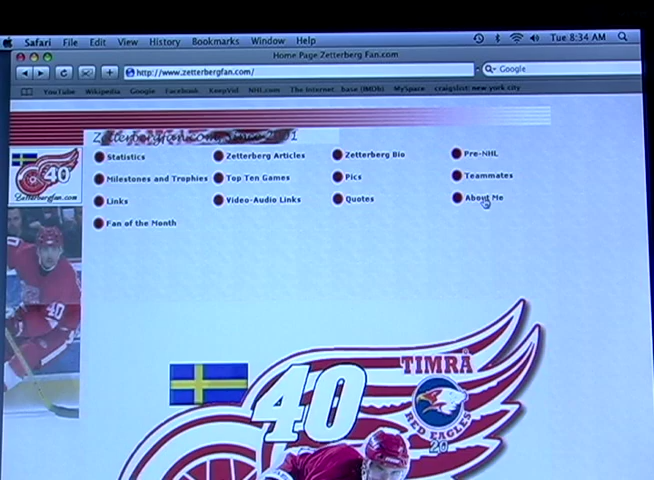 Safari File Edit View History Bookmarks Window Help Tue 8:34 AM
Home Page Zetterberg Fan.com
http://www.zetterbergfan.com/ Google
YouTube Wikipedia Google Facebook KeepVid NHL.com The Internet base (IMDb) MySpace craigslist: new york city
Statistics Zetterberg Articles Zetterberg Bio Pre-NHL
Milestones and Trophies Top Ten Games Pics Teammates
Links Video-Audio Links Quotes About Me
Fan of the Month
40
Zetterbergfan.com
40
40
TIMRÅ
RED EAGLES
20